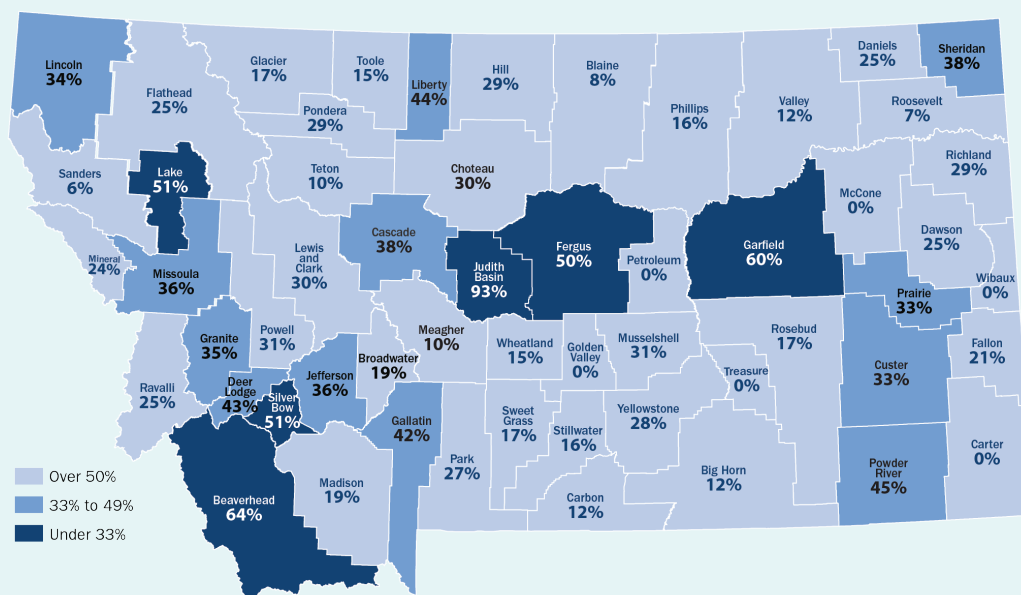 Lincoln
34%
Flathead
25%
Glacier
17%
Toole
15%
Liberty
44%
Hill
29%
Blaine
8%
Phillips
16%
Valley
12%
Daniels
25%
Sheridan
38%
Roosevelt
7%
Pondera
29%
Sanders
6%
Lake
51%
Teton
10%
Choteau
30%
Richland
29%
McCone
0%
Dawson
25%
Wibaux
0%
Mineral
24%
Missoula
36%
Lewis
and
Clark
30%
Cascade
38%
Judith
Basin
93%
Fergus
50%
Petroleum
0%
Garfield
60%
Prairie
33%
Granite
35%
Powell
31%
Meagher
10%
Broadwater
19%
Wheatland
15%
Golden
Valley
0%
Musselshell
31%
Rosebud
17%
Treasure
0%
Custer
33%
Fallon
21%
Ravalli
25%
Deer
Lodge
43%
Silver
Bow
51%
Jefferson
36%
Gallatin
42%
Park
27%
Sweet
Grass
17%
Stillwater
16%
Yellowstone
28%
Big Horn
12%
Powder
River
45%
Carter
0%
Beaverhead
64%
Madison
19%
Carbon
12%
Over 50%
33% to 49%
Under 33%